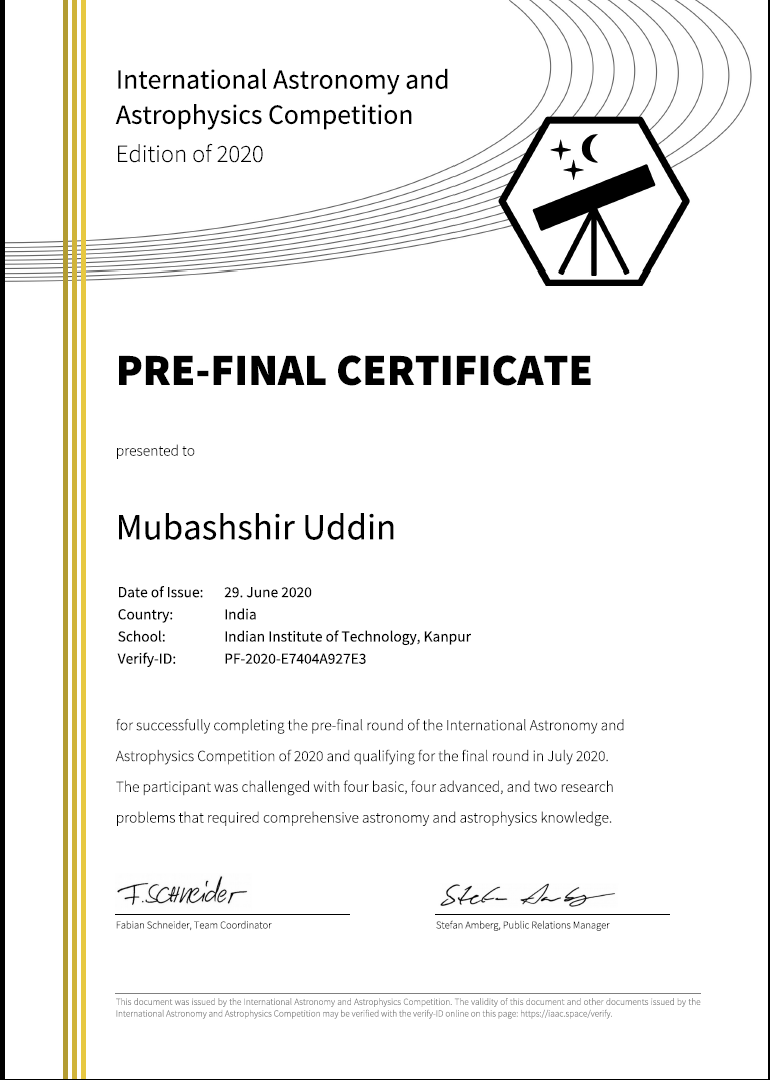 International Astronomy and
Astrophysics Competition
Edition of 2020
PRE-FINAL CERTIFICATE
presented to
Mubashshir Uddin
Date of Issue: 29. June 2020
Country: India
School: Indian Institute of Technology, Kanpur
Verify-ID: PF-2020-E7404A927E3
for successfully completing the pre-final round of the International Astronomy and
Astrophysics Competition of 2020 and qualifying for the final round in July 2020.
The participant was challenged with four basic, four advanced, and two research
problems that required comprehensive astronomy and astrophysics knowledge.
F. Schneider Stefan Amberg
Fabian Schneider, Team Coordinator Stefan Amberg, Public Relations Manager
This document was issued by the International Astronomy and Astrophysics Competition. The validity of this document and other documents issued by the
International Astronomy and Astrophysics Competition may be verified with the verify-ID online on this page: https://iaac.space/verify.